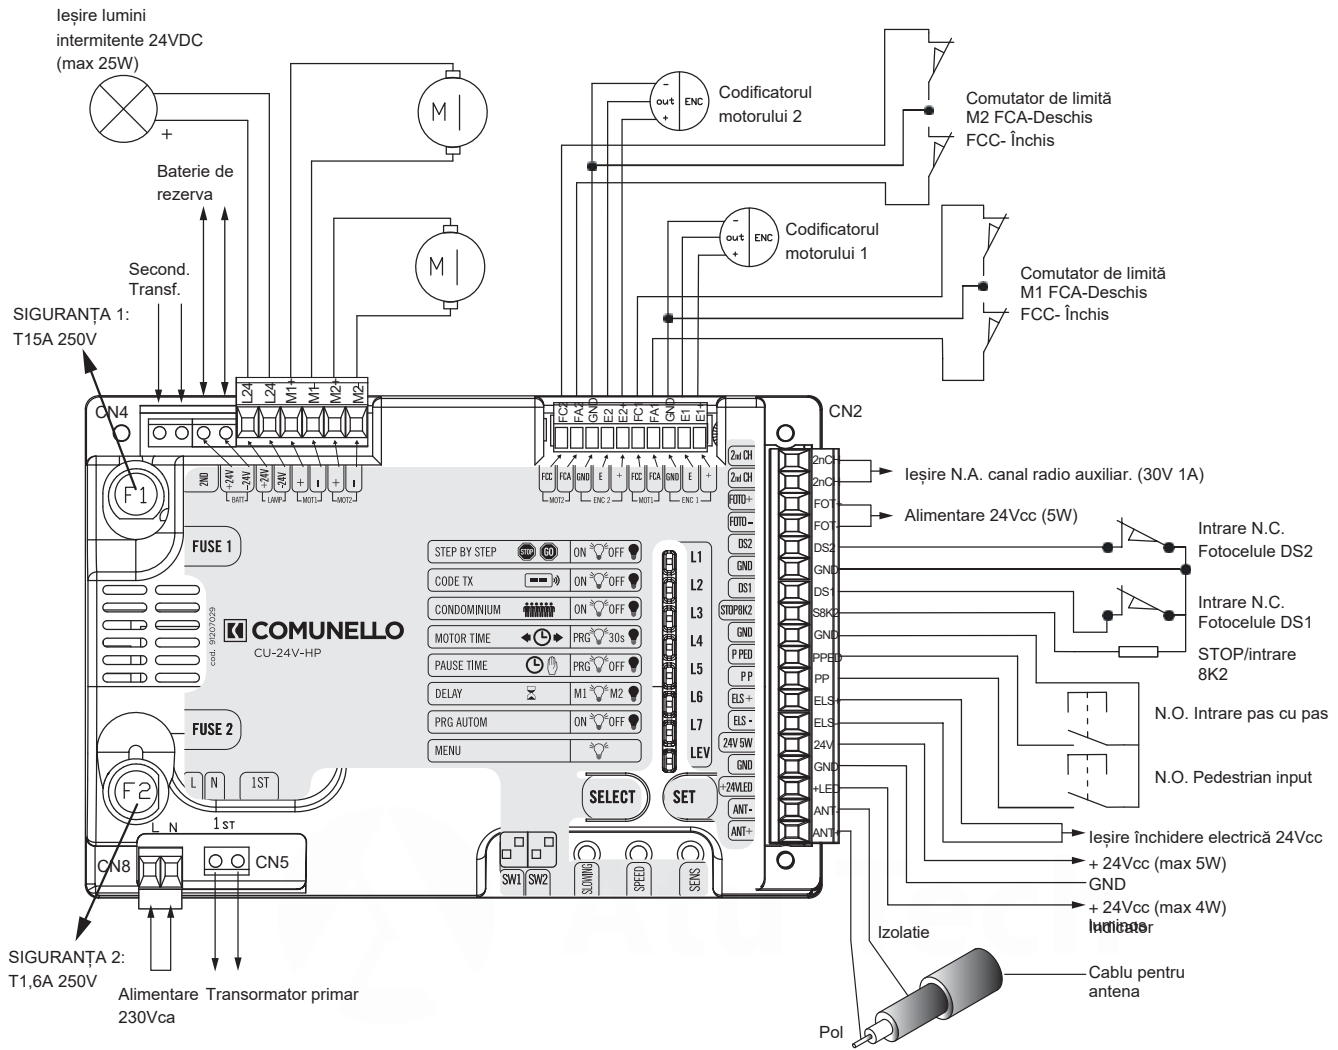 Ieșire lumini
intermitente 24VDC
(max 25W)
+
Baterie de
rezerva
Second.
Transf.
SIGURANȚA 1:
T15A 250V
M
M
- out + ENC
Codificatorul
motorului 2
- out + ENC
Codificatorul
motorului 1
Comutator de limită
M2 FCA-Deschis
FCC- Închis
Comutator de limită
M1 FCA-Deschis
FCC- Închis
CN4
L24 L24 M1+ M1- M2+ M2-
FC2 FA2 GND E2 E2+ FC1 FA1 GND E1 E1+
CN2
2ND +24V -24V +24V -24V + - + -
BATT LAMP MOT1 MOT2
FCC FCA GND E + FCC FCA GND E +
MOT2 ENC 2 MOT1 ENC 1
F1
FUSE 1
cod. 91207029
COMUNELLO
CU-24V-HP
FUSE 2
F2
L N 1ST
L N 1ST
CN8
CN5
STEP BY STEP STOP GO ON OFF L1
CODE TX ON OFF L2
CONDOMINIUM ON OFF L3
MOTOR TIME PRG 30s L4
PAUSE TIME PRG OFF L5
DELAY M1 M2 L6
PRG AUTOM ON OFF L7
MENU LEV
SELECT
SET
SW1 SW2
SLOWING
SPEED
SENS
2nd CH
2nd CH
FOTO+
FOTO-
DS2
GND
DS1
STOP8K2
GND
P PED
P P
ELS+
ELS -
24V 5W
GND
+24VLED
ANT-
ANT+
2nC
2nC
FOT
FOT
DS2
GND
DS1
S8K2
GND
PPED
PP
ELS+
ELS
24V
GND
+LED
ANT-
ANT+
Ieșire N.A. canal radio auxiliar. (30V 1A)
Alimentare 24Vcc (5W)
Intrare N.C.
Fotocelule DS2
Intrare N.C.
Fotocelule DS1
STOP/intrare
8K2
N.O. Intrare pas cu pas
N.O. Pedestrian input
Ieșire închidere electrică 24Vcc
+ 24Vcc (max 5W)
GND
+ 24Vcc (max 4W)
luminos
Indicator
Izolatie
Cablu pentru
antena
Pol
SIGURANȚA 2:
T1,6A 250V
Alimentare
230Vca
Transormator primar